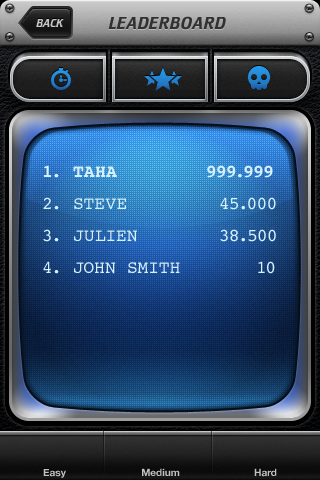 BACK
LEADERBOARD
1. TAHA 999.999
2. STEVE 45.000
3. JULIEN 38.500
4. JOHN SMITH 10
Easy Medium Hard